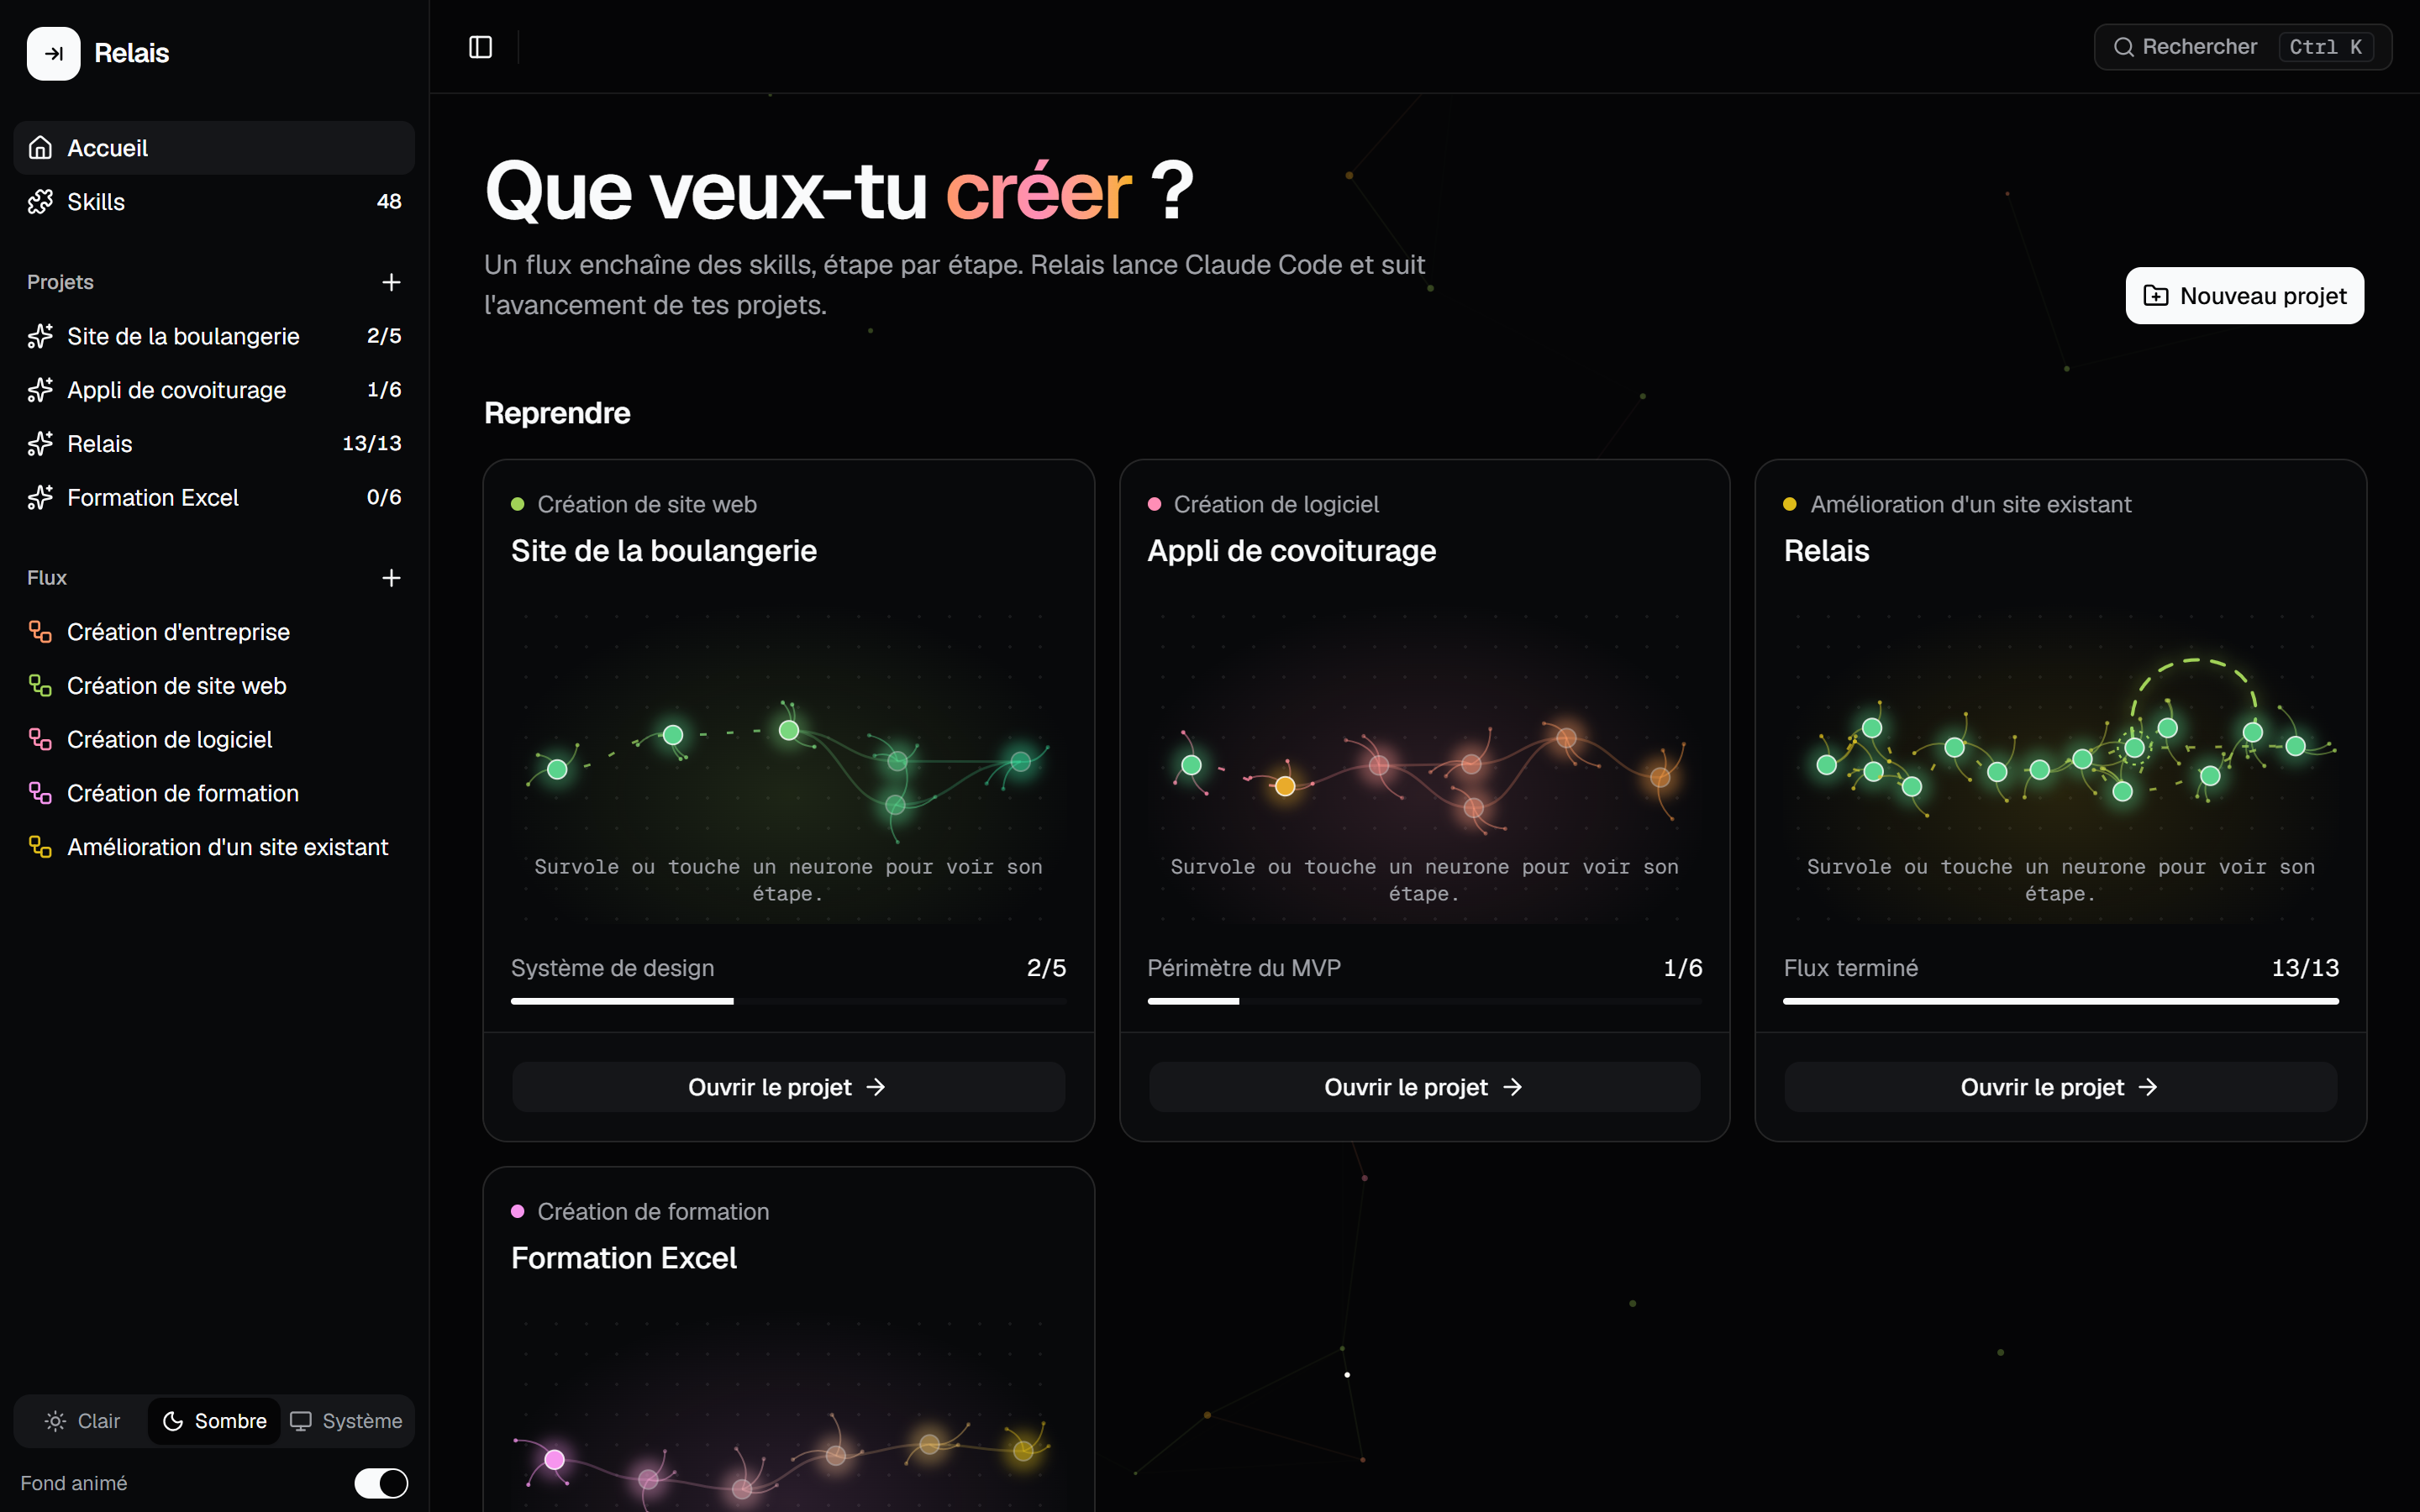 Relais
Accueil
Skills 48
Projets
Site de la boulangerie 2/5
Appli de covoiturage 1/6
Relais 13/13
Formation Excel 0/6
Flux
Création d'entreprise
Création de site web
Création de logiciel
Création de formation
Amélioration d'un site existant
Clair Sombre Système
Fond animé
Rechercher Ctrl K
Que veux-tu créer ?
Un flux enchaîne des skills, étape par étape. Relais lance Claude Code et suit
l'avancement de tes projets.
Nouveau projet
Reprendre
Création de site web
Site de la boulangerie
Survole ou touche un neurone pour voir son
étape.
Système de design 2/5
Ouvrir le projet
Création de logiciel
Appli de covoiturage
Survole ou touche un neurone pour voir son
étape.
Périmètre du MVP 1/6
Ouvrir le projet
Amélioration d'un site existant
Relais
Survole ou touche un neurone pour voir son
étape.
Flux terminé 13/13
Ouvrir le projet
Création de formation
Formation Excel